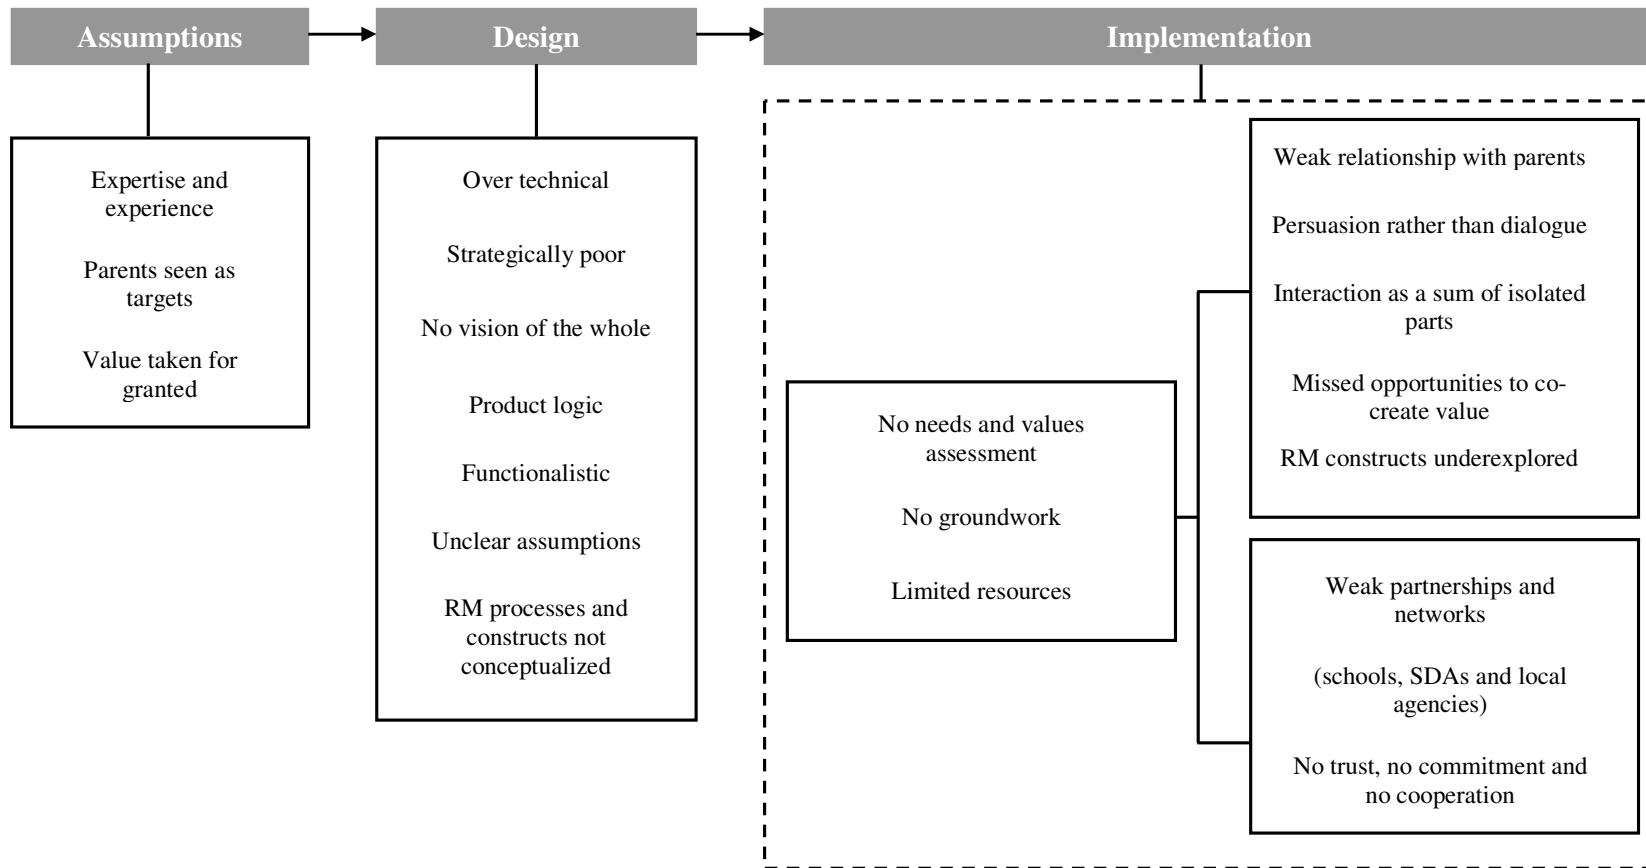 Assumptions
Design
Implementation
Expertise and
experience
Parents seen as
targets
Value taken for
granted
Over technical
Strategically poor
No vision of the whole
Product logic
Functionalistic
Unclear assumptions
RM processes and
constructs not
conceptualized
No needs and values
assessment
No groundwork
Limited resources
Weak relationship with parents
Persuasion rather than dialogue
Interaction as a sum of isolated
parts
Missed opportunities to co-
create value
RM constructs underexplored
Weak partnerships and
networks
(schools, SDAs and local
agencies)
No trust, no commitment and
no cooperation